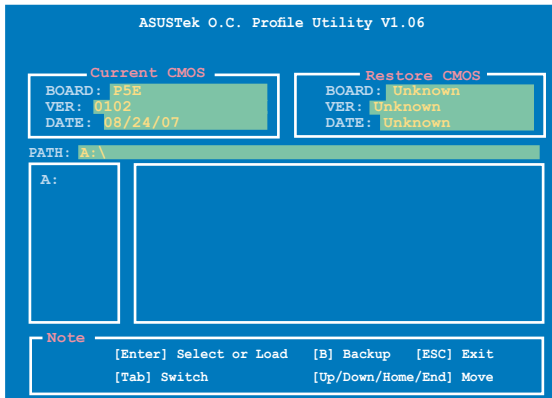 ASUSTek O.C. Profile Utility V1.06
Current CMOS
BOARD: P5E
VER: 0102
DATE: 08/24/07
Restore CMOS
BOARD: Unknown
VER: Unknown
DATE: Unknown
PATH: A:\
A:
Note
[Enter] Select or Load [B] Backup [ESC] Exit
[Tab] Switch [Up/Down/Home/End] Move